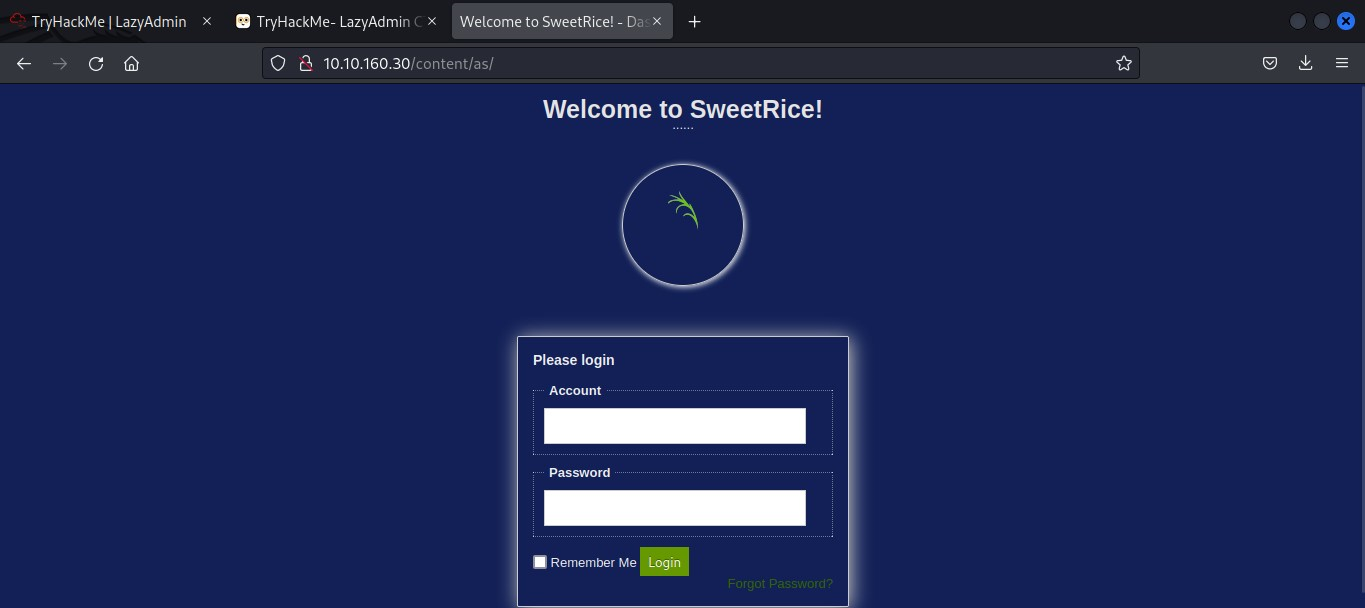 TryHackMe | LazyAdmin
TryHackMe- LazyAdmin C
Welcome to SweetRice! - Das
10.10.160.30/content/as/
Welcome to SweetRice!
......
Please login
Account
Password
Remember Me
Login
Forgot Password?